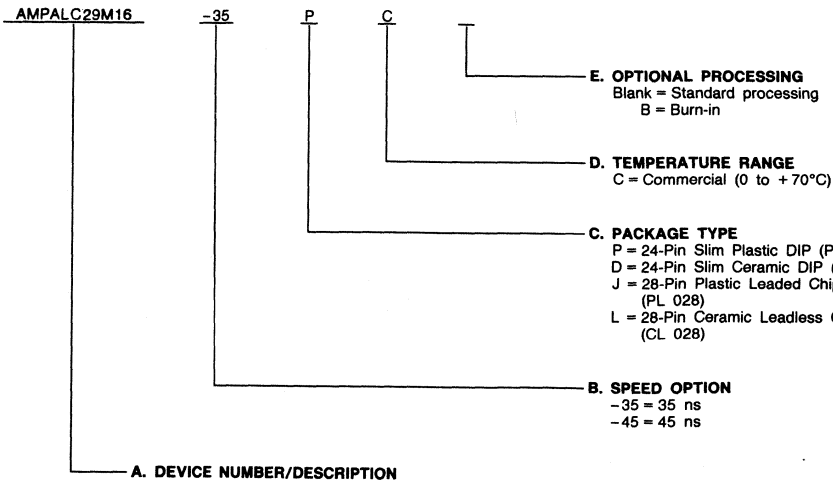 AMPALC29M16 -35 P C
E. OPTIONAL PROCESSING
Blank = Standard processing
B = Burn-in
D. TEMPERATURE RANGE
C = Commercial (0 to +70°C)
C. PACKAGE TYPE
P = 24-Pin Slim Plastic DIP (P
D = 24-Pin Slim Ceramic DIP (
J = 28-Pin Plastic Leaded Chi
(PL 028)
L = 28-Pin Ceramic Leadless
(CL 028)
B. SPEED OPTION
-35 = 35 ns
-45 = 45 ns
A. DEVICE NUMBER/DESCRIPTION